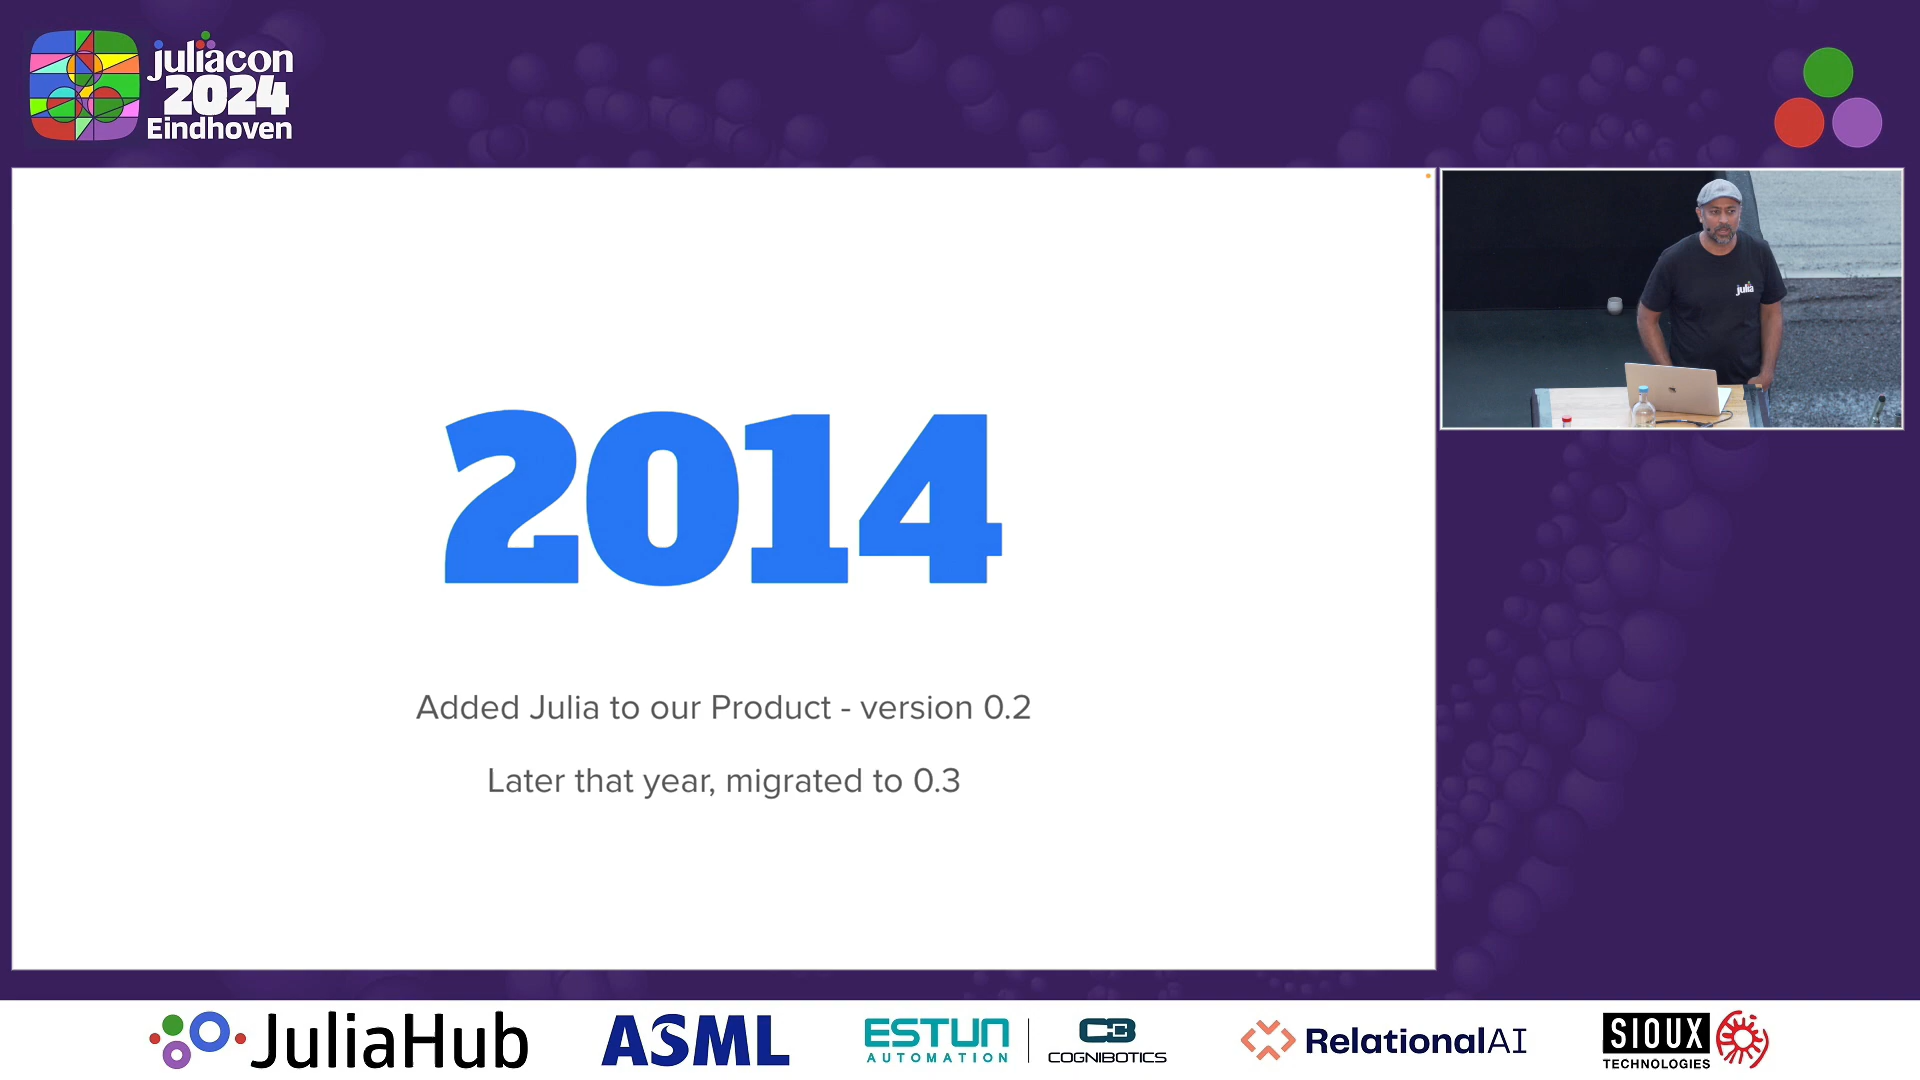 juliacon
2024
Eindhoven
2014
Added Julia to our Product - version 0.2
Later that year, migrated to 0.3
julia
JuliaHub
ASML
ESTUN
AUTOMATION
COGNIBOTICS
RelationalAI
SIOUX
TECHNOLOGIES